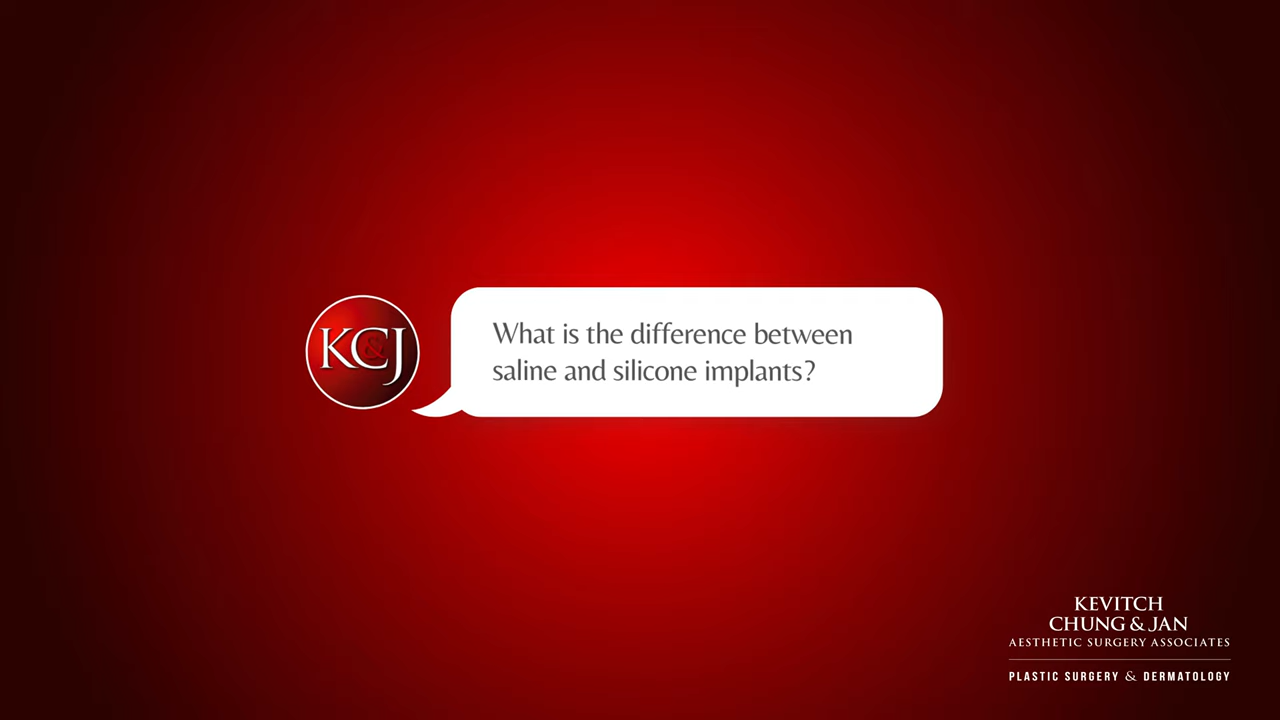 KC&J
What is the difference between
saline and silicone implants?
KEVITCH
CHUNG & JAN
AESTHETIC SURGERY ASSOCIATES
PLASTIC SURGERY & DERMATOLOGY